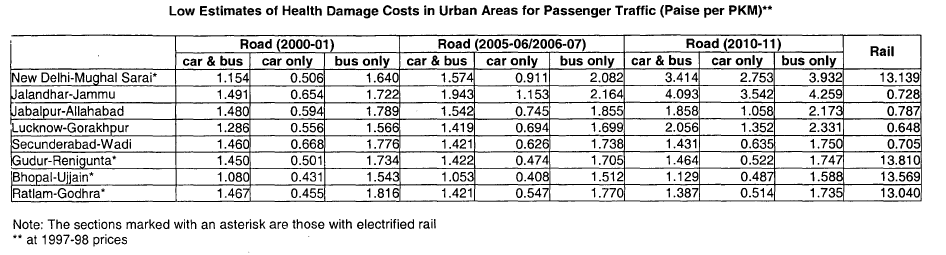 Low Estimates of Health Damage Costs in Urban Areas for Passenger Traffic (Paise per PKM)**
Road (2000-01) Road (2005-06/2006-07) Road (2010-11) Rail
car & bus car only bus only car & bus car only bus only car & bus car only bus only
New Delhi-Mughal Sarai* 1.154 0.506 1.640 1.574 0.911 2.082 3.414 2.753 3.932 13.139
Jalandhar-Jammu 1.491 0.654 1.722 1.943 1.153 2.164 4.093 3.542 4.259 0.728
Jabalpur-Allahabad 1.480 0.594 1.789 1.542 0.745 1.855 1.858 1.058 2.173 0.787
Lucknow-Gorakhpur 1.286 0.556 1.566 1.419 0.694 1.699 2.056 1.352 2.331 0.648
Secunderabad-Wadi 1.460 0.668 1.776 1.421 0.626 1.738 1.431 0.635 1.750 0.705
Gudur-Renigunta* 1.450 0.501 1.734 1.422 0.474 1.705 1.464 0.522 1.747 13.810
Bhopal-Ujjain* 1.080 0.431 1.543 1.053 0.408 1.512 1.129 0.487 1.588 13.569
Ratlam-Godhra* 1.467 0.455 1.816 1.421 0.547 1.770 1.387 0.514 1.735 13.040
Note: The sections marked with an asterisk are those with electrified rail
** at 1997-98 prices